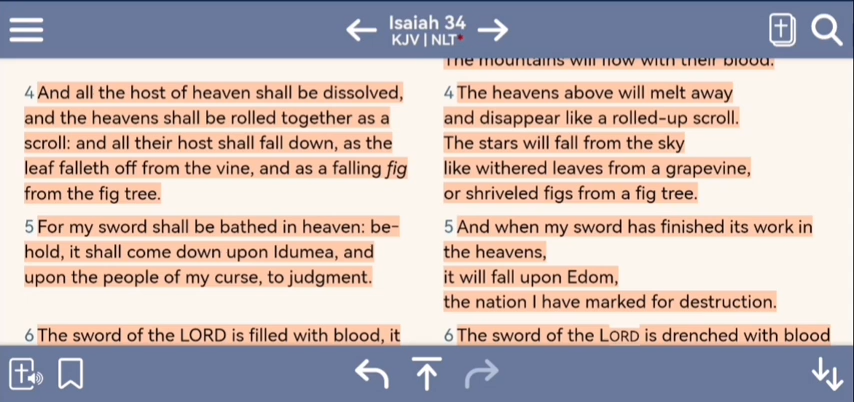 Isaiah 34
KJV | NLT
4 And all the host of heaven shall be dissolved,
and the heavens shall be rolled together as a
scroll: and all their host shall fall down, as the
leaf falleth off from the vine, and as a falling fig
from the fig tree.
5 For my sword shall be bathed in heaven: be-
hold, it shall come down upon Idumea, and
upon the people of my curse, to judgment.
6 The sword of the LORD is filled with blood, it
The mountains will flow with their blood.
4 The heavens above will melt away
and disappear like a rolled-up scroll.
The stars will fall from the sky
like withered leaves from a grapevine,
or shriveled figs from a fig tree.
5 And when my sword has finished its work in
the heavens,
it will fall upon Edom,
the nation I have marked for destruction.
6 The sword of the LORD is drenched with blood